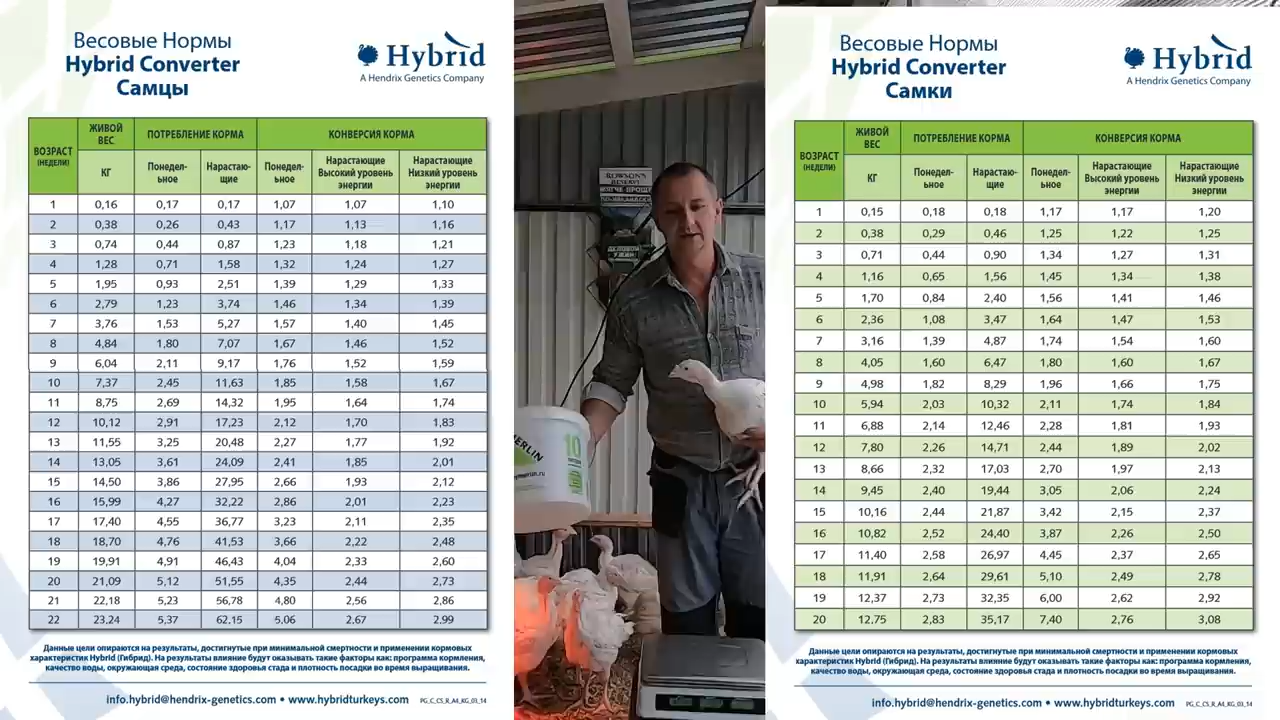 Весовые Нормы
Hybrid Converter
Самцы
Hybrid
A Hendrix Genetics Company
ВОЗРАСТ (НЕДЕЛИ) ЖИВОЙ ВЕС ПОТРЕБЛЕНИЕ КОРМА КОНВЕРСИЯ КОРМА
КГ Понедел-ьное Нарастаю-щие Понедел-ьное Нарастающие Высокий уровень энергии Нарастающие Низкий уровень энергии
1 0,16 0,17 0,17 1,07 1,07 1,10
2 0,38 0,26 0,43 1,17 1,13 1,16
3 0,74 0,44 0,87 1,23 1,18 1,21
4 1,28 0,71 1,58 1,32 1,24 1,27
5 1,95 0,93 2,51 1,39 1,29 1,33
6 2,79 1,23 3,74 1,46 1,34 1,39
7 3,76 1,53 5,27 1,57 1,40 1,45
8 4,84 1,80 7,07 1,67 1,46 1,52
9 6,04 2,11 9,17 1,76 1,52 1,59
10 7,37 2,45 11,63 1,85 1,58 1,67
11 8,75 2,69 14,32 1,95 1,64 1,74
12 10,12 2,91 17,23 2,12 1,70 1,83
13 11,55 3,25 20,48 2,27 1,77 1,92
14 13,05 3,61 24,09 2,41 1,85 2,01
15 14,50 3,86 27,95 2,66 1,93 2,12
16 15,99 4,27 32,22 2,86 2,01 2,23
17 17,40 4,55 36,77 3,23 2,11 2,35
18 18,70 4,76 41,53 3,66 2,22 2,48
19 19,91 4,91 46,43 4,04 2,33 2,60
20 21,09 5,12 51,55 4,35 2,44 2,73
21 22,18 5,23 56,78 4,80 2,56 2,86
22 23,24 5,37 62,15 5,06 2,67 2,99
Данные цели опираются на результаты, достигнутые при минимальной смертности и применении кормовых
характеристик Hybrid (Гибрид). На результаты влияние будут оказывать такие факторы как: программа кормления,
качество воды, окружающая среда, состояние здоровья стада и плотность посадки во время выращивания.
info.hybrid@hendrix-genetics.com • www.hybridturkeys.com PG_C_CS_R_A4_KG_03_14
10
Весовые Нормы
Hybrid Converter
Самки
Hybrid
A Hendrix Genetics Company
ВОЗРАСТ (НЕДЕЛИ) ЖИВОЙ ВЕС ПОТРЕБЛЕНИЕ КОРМА КОНВЕРСИЯ КОРМА
КГ Понедел-ьное Нарастаю-щие Понедел-ьное Нарастающие Высокий уровень энергии Нарастающие Низкий уровень энергии
1 0,15 0,18 0,18 1,17 1,17 1,20
2 0,38 0,29 0,46 1,25 1,22 1,25
3 0,71 0,44 0,90 1,34 1,27 1,31
4 1,16 0,65 1,56 1,45 1,34 1,38
5 1,70 0,84 2,40 1,56 1,41 1,46
6 2,36 1,08 3,47 1,64 1,47 1,53
7 3,16 1,39 4,87 1,74 1,54 1,60
8 4,05 1,60 6,47 1,80 1,60 1,67
9 4,98 1,82 8,29 1,96 1,66 1,75
10 5,94 2,03 10,32 2,11 1,74 1,84
11 6,88 2,14 12,46 2,28 1,81 1,93
12 7,80 2,26 14,71 2,44 1,89 2,02
13 8,66 2,32 17,03 2,70 1,97 2,13
14 9,45 2,40 19,44 3,05 2,06 2,24
15 10,16 2,44 21,87 3,42 2,15 2,37
16 10,82 2,52 24,40 3,87 2,26 2,50
17 11,40 2,58 26,97 4,45 2,37 2,65
18 11,91 2,64 29,61 5,10 2,49 2,78
19 12,37 2,73 32,35 6,00 2,62 2,92
20 12,75 2,83 35,17 7,40 2,76 3,08
Данные цели опираются на результаты, достигнутые при минимальной смертности и применении кормовых
характеристик Hybrid (Гибрид). На результаты влияние будут оказывать такие факторы как: программа кормления,
качество воды, окружающая среда, состояние здоровья стада и плотность посадки во время выращивания.
info.hybrid@hendrix-genetics.com • www.hybridturkeys.com PG_C_CS_R_A4_KG_03_14